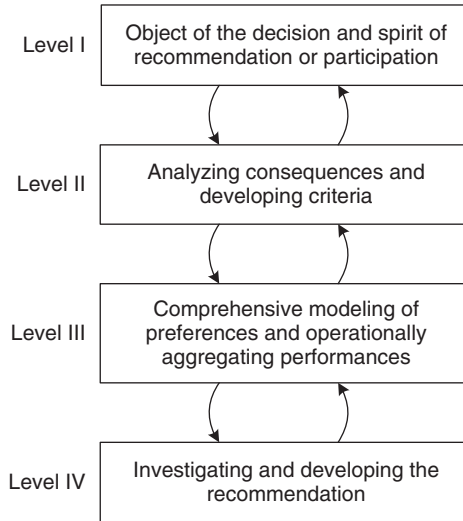 Level I
Object of the decision and spirit of
recommendation or participation
Level II
Analyzing consequences and
developing criteria
Level III
Comprehensive modeling of
preferences and operationally
aggregating performances
Level IV
Investigating and developing the
recommendation